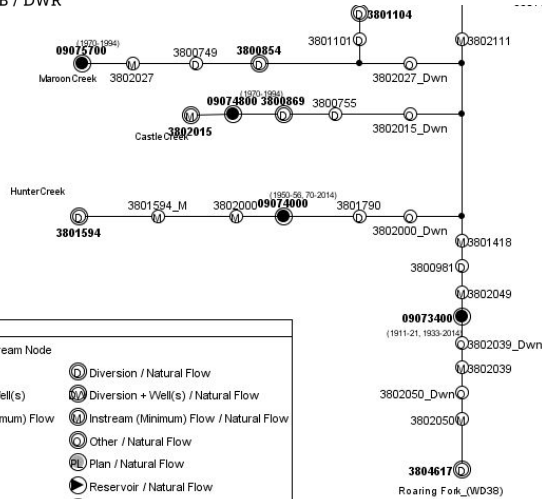 B / DWR
3801104
3801101
3802111
(1970-1994)
09075700
3800749
3800854
Maroon Creek
3802027
3802027_Dwn
(1970-1994)
09074800 3800869
3800755
3802015
Castle Creek
3802015_Dwn
Hunter Creek
3801594_M
3802000
(1950-56, 70-2014)
09074000
3801790
3801594
3802000_Dwn
3801418
3800981
3802049
09073400
(1911-21, 1933-2014)
3802039_Dwn
3802039
3802050_Dwn
3802050
3804617
Roaring Fork_(WD38)
ream Node
Diversion / Natural Flow
ell(s)
Diversion + Well(s) / Natural Flow
mum) Flow
Instream (Minimum) Flow / Natural Flow
Other / Natural Flow
PL Plan / Natural Flow
Reservoir / Natural Flow